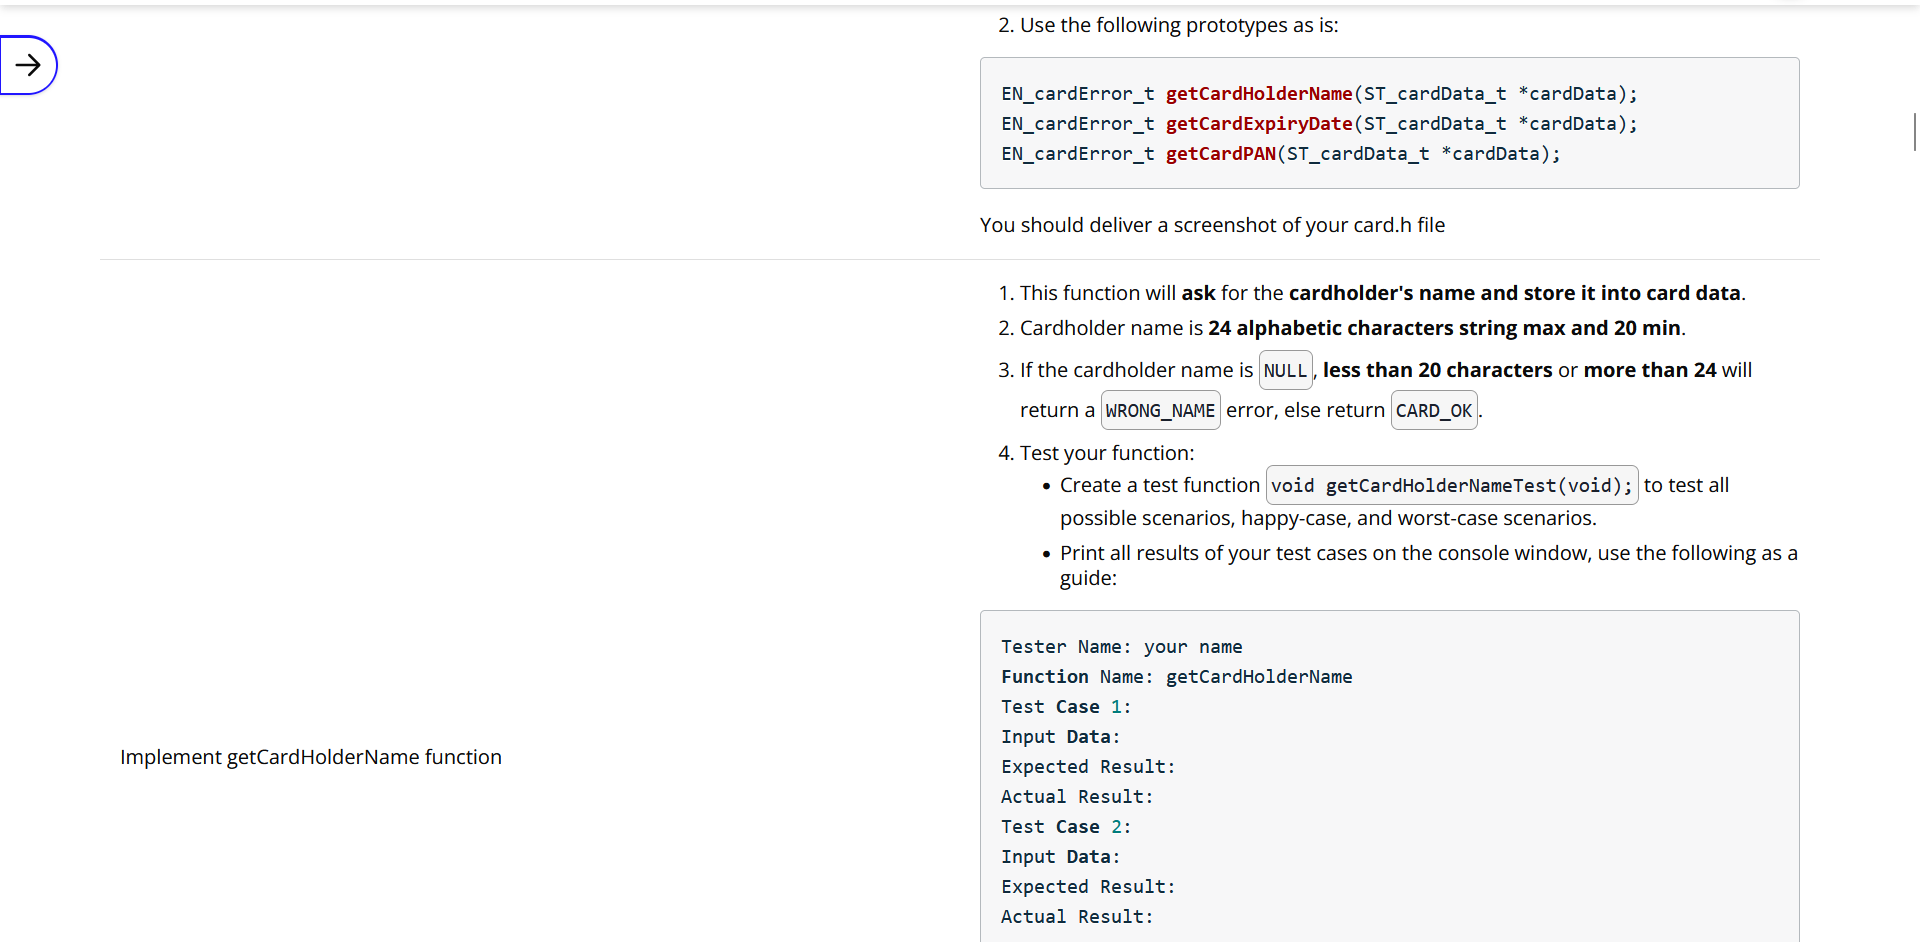 2. Use the following prototypes as is:
EN_cardError_t getCardHolderName(ST_cardData_t *cardData);
EN_cardError_t getCardExpiryDate(ST_cardData_t *cardData);
EN_cardError_t getCardPAN(ST_cardData_t *cardData);
You should deliver a screenshot of your card.h file
Implement getCardHolderName function
1. This function will ask for the cardholder's name and store it into card data.
2. Cardholder name is 24 alphabetic characters string max and 20 min.
3. If the cardholder name is NULL, less than 20 characters or more than 24 will
return a WRONG_NAME error, else return CARD_OK.
4. Test your function:
• Create a test function void getCardHolderNameTest(void); to test all
possible scenarios, happy-case, and worst-case scenarios.
• Print all results of your test cases on the console window, use the following as a
guide:
Tester Name: your name
Function Name: getCardHolderName
Test Case 1:
Input Data:
Expected Result:
Actual Result:
Test Case 2:
Input Data:
Expected Result:
Actual Result: